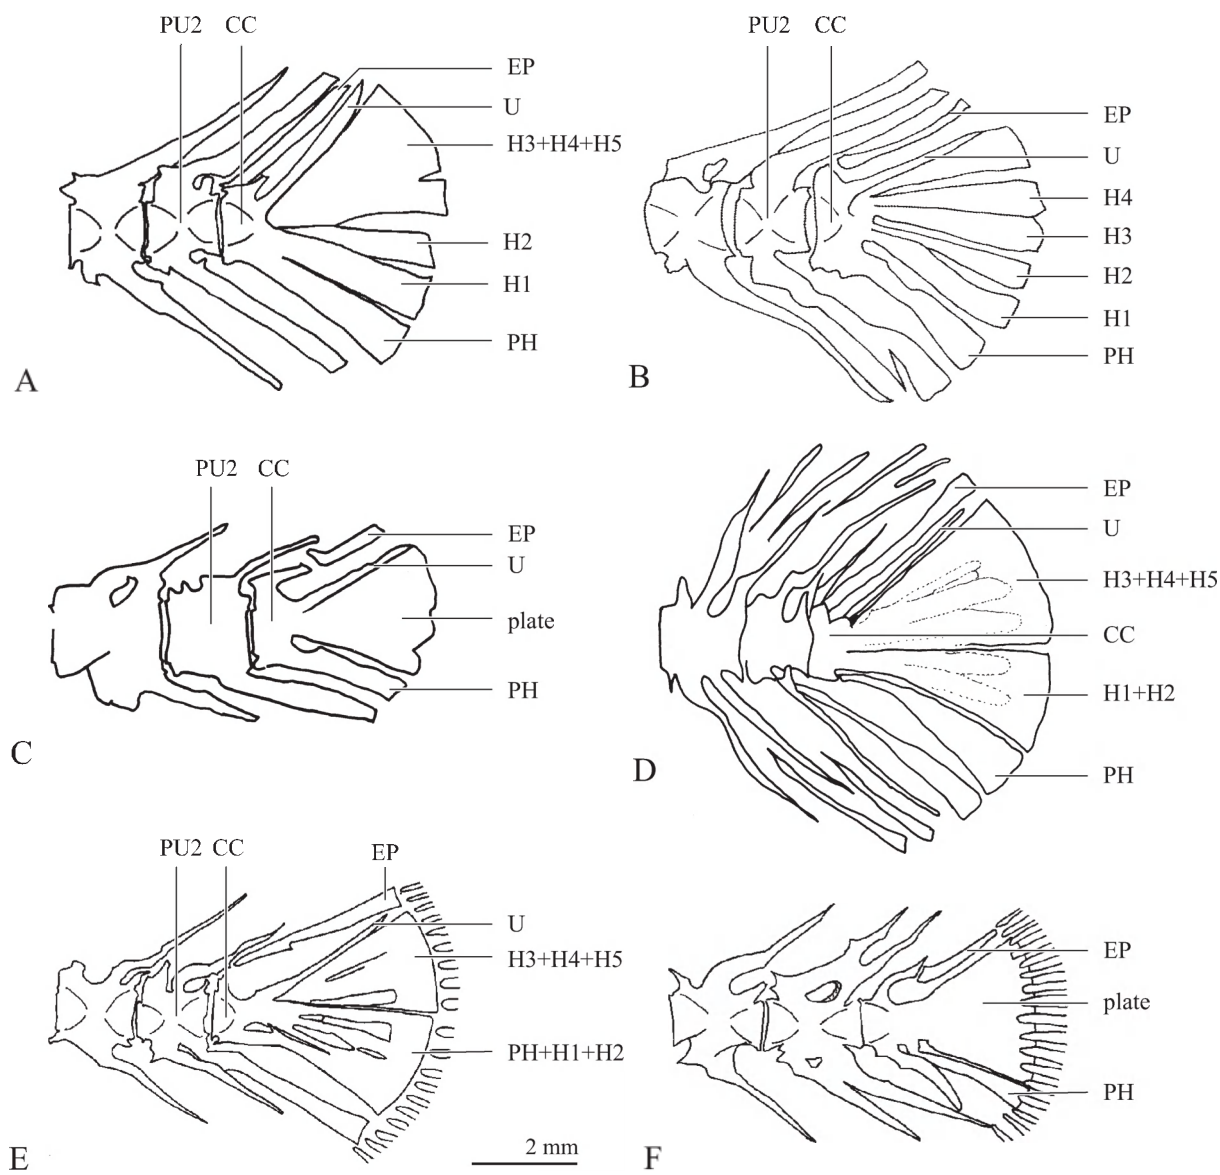 PU2 CC
EP
U
H3+H4+H5
H2
H1
PH
A
PU2 CC
EP
U
H4
H3
H2
H1
PH
B
PU2 CC
EP
U
plate
PH
C
EP
U
H3+H4+H5
CC
H1+H2
PH
D
PU2 CC
EP
U
H3+H4+H5
PH+H1+H2
E
2 mm
EP
plate
PH
F